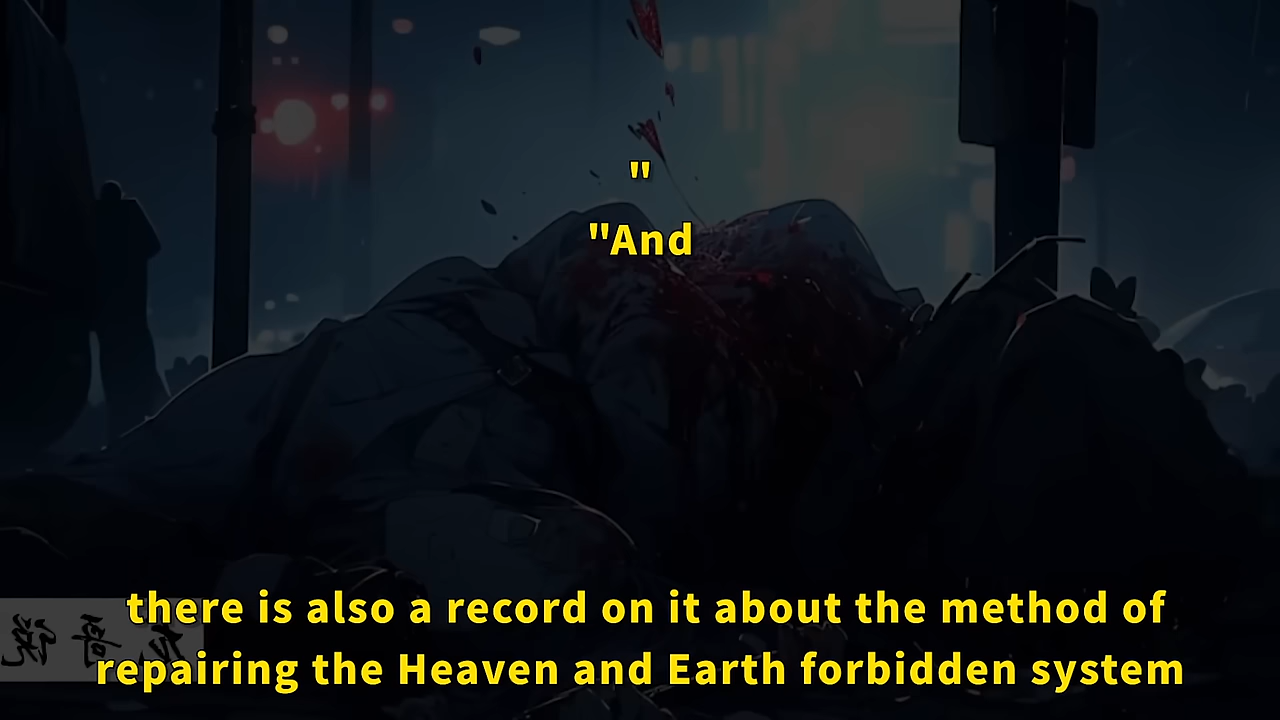 "
"And
there is also a record on it about the method of
repairing the Heaven and Earth forbidden system